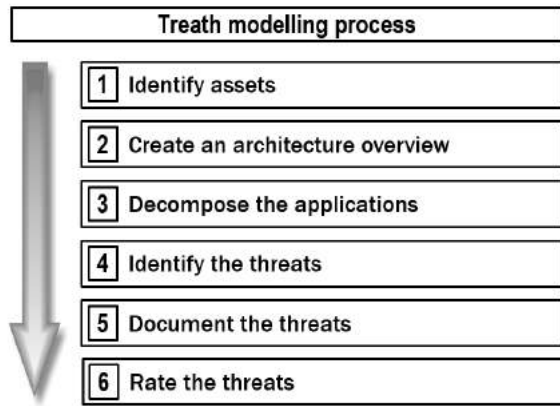 Treath modelling process
1 Identify assets
2 Create an architecture overview
3 Decompose the applications
4 Identify the threats
5 Document the threats
6 Rate the threats